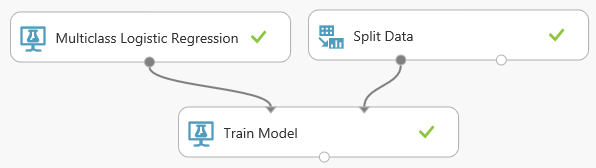 Multiclass Logistic Regression
Split Data
Train Model